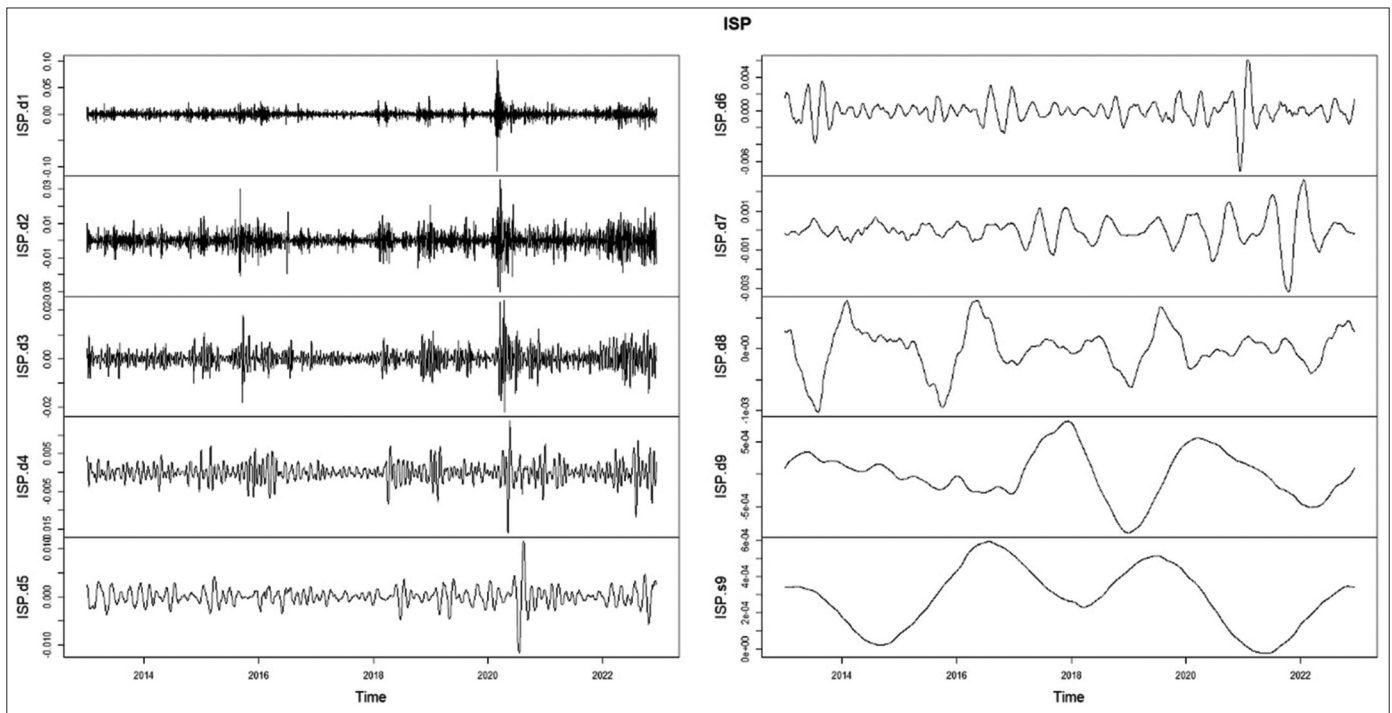 ISP
ISP.d1
0.10
0.05
0.00
-0.10
ISP.d2
0.03
0.01
-0.01
-0.03
ISP.d3
0.02
0.00
-0.02
ISP.d4
0.005
-0.005
-0.015
ISP.d5
0.010
0.000
-0.010
2014 2016 2018 2020 2022
Time
ISP.d6
0.004
0.000
-0.006
ISP.d7
0.001
-0.001
-0.003
ISP.d8
0e+00
-1e-03
ISP.d9
5e-04
-5e-04
ISP.s9
6e-04
4e-04
2e-04
0e+00
2014 2016 2018 2020 2022
Time